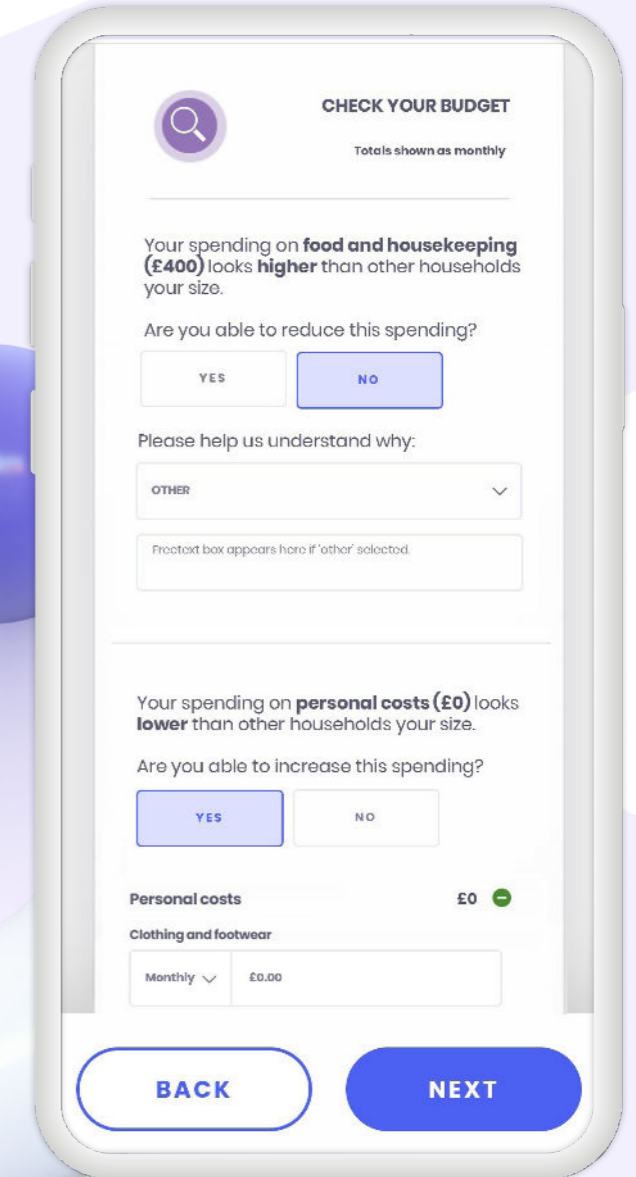 CHECK YOUR BUDGET
Totals shown as monthly
Your spending on food and housekeeping
(£400) looks higher than other households
your size.
Are you able to reduce this spending?
YES NO
Please help us understand why:
OTHER
Freetext box appears here if 'other' selected.
Your spending on personal costs (£0) looks
lower than other households your size.
Are you able to increase this spending?
YES NO
Personal costs £0
Clothing and footwear
Monthly £0.00
BACK NEXT